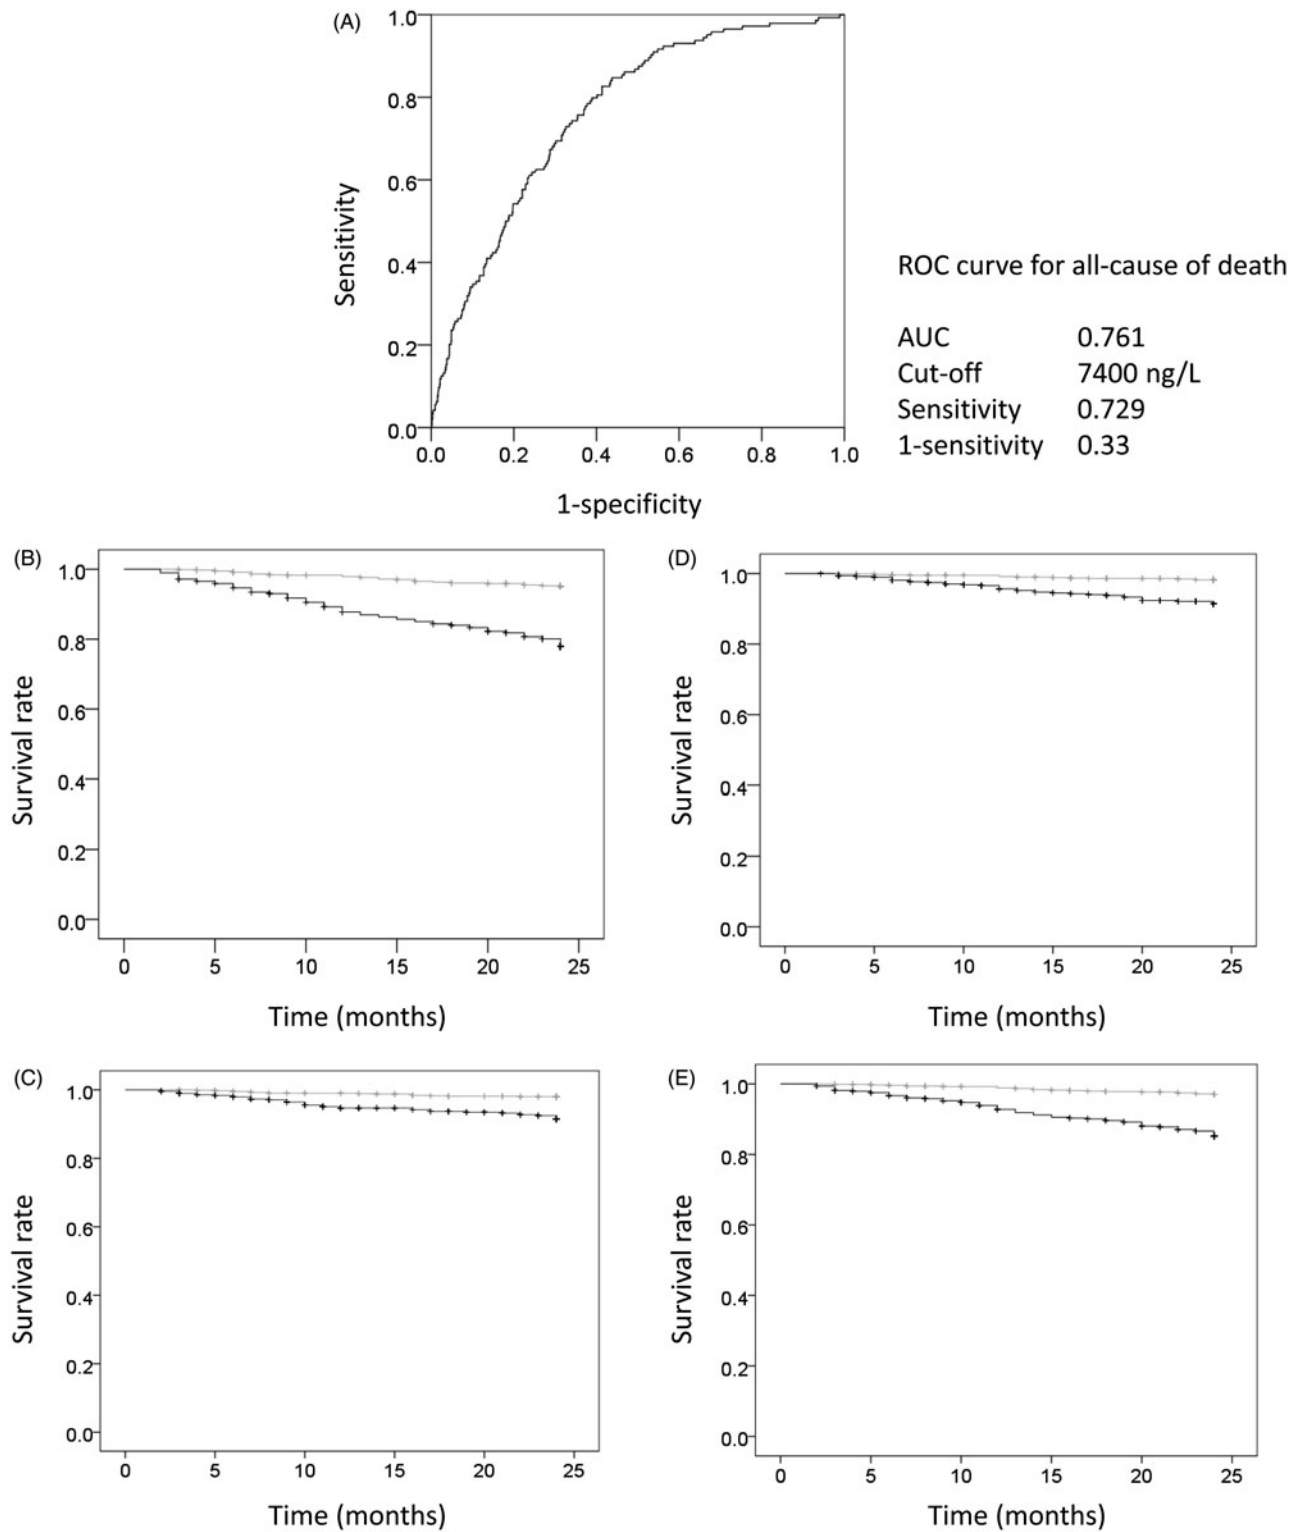 (A)
1.0
0.8
0.6
0.4
0.2
0.0
Sensitivity
0.0 0.2 0.4 0.6 0.8 1.0
1-specificity
ROC curve for all-cause of death
AUC 0.761
Cut-off 7400 ng/L
Sensitivity 0.729
1-sensitivity 0.33
(B)
1.0
0.8
0.6
0.4
0.2
0.0
Survival rate
0 5 10 15 20 25
Time (months)
(D)
1.0
0.8
0.6
0.4
0.2
0.0
Survival rate
0 5 10 15 20 25
Time (months)
(C)
1.0
0.8
0.6
0.4
0.2
0.0
Survival rate
0 5 10 15 20 25
Time (months)
(E)
1.0
0.8
0.6
0.4
0.2
0.0
Survival rate
0 5 10 15 20 25
Time (months)